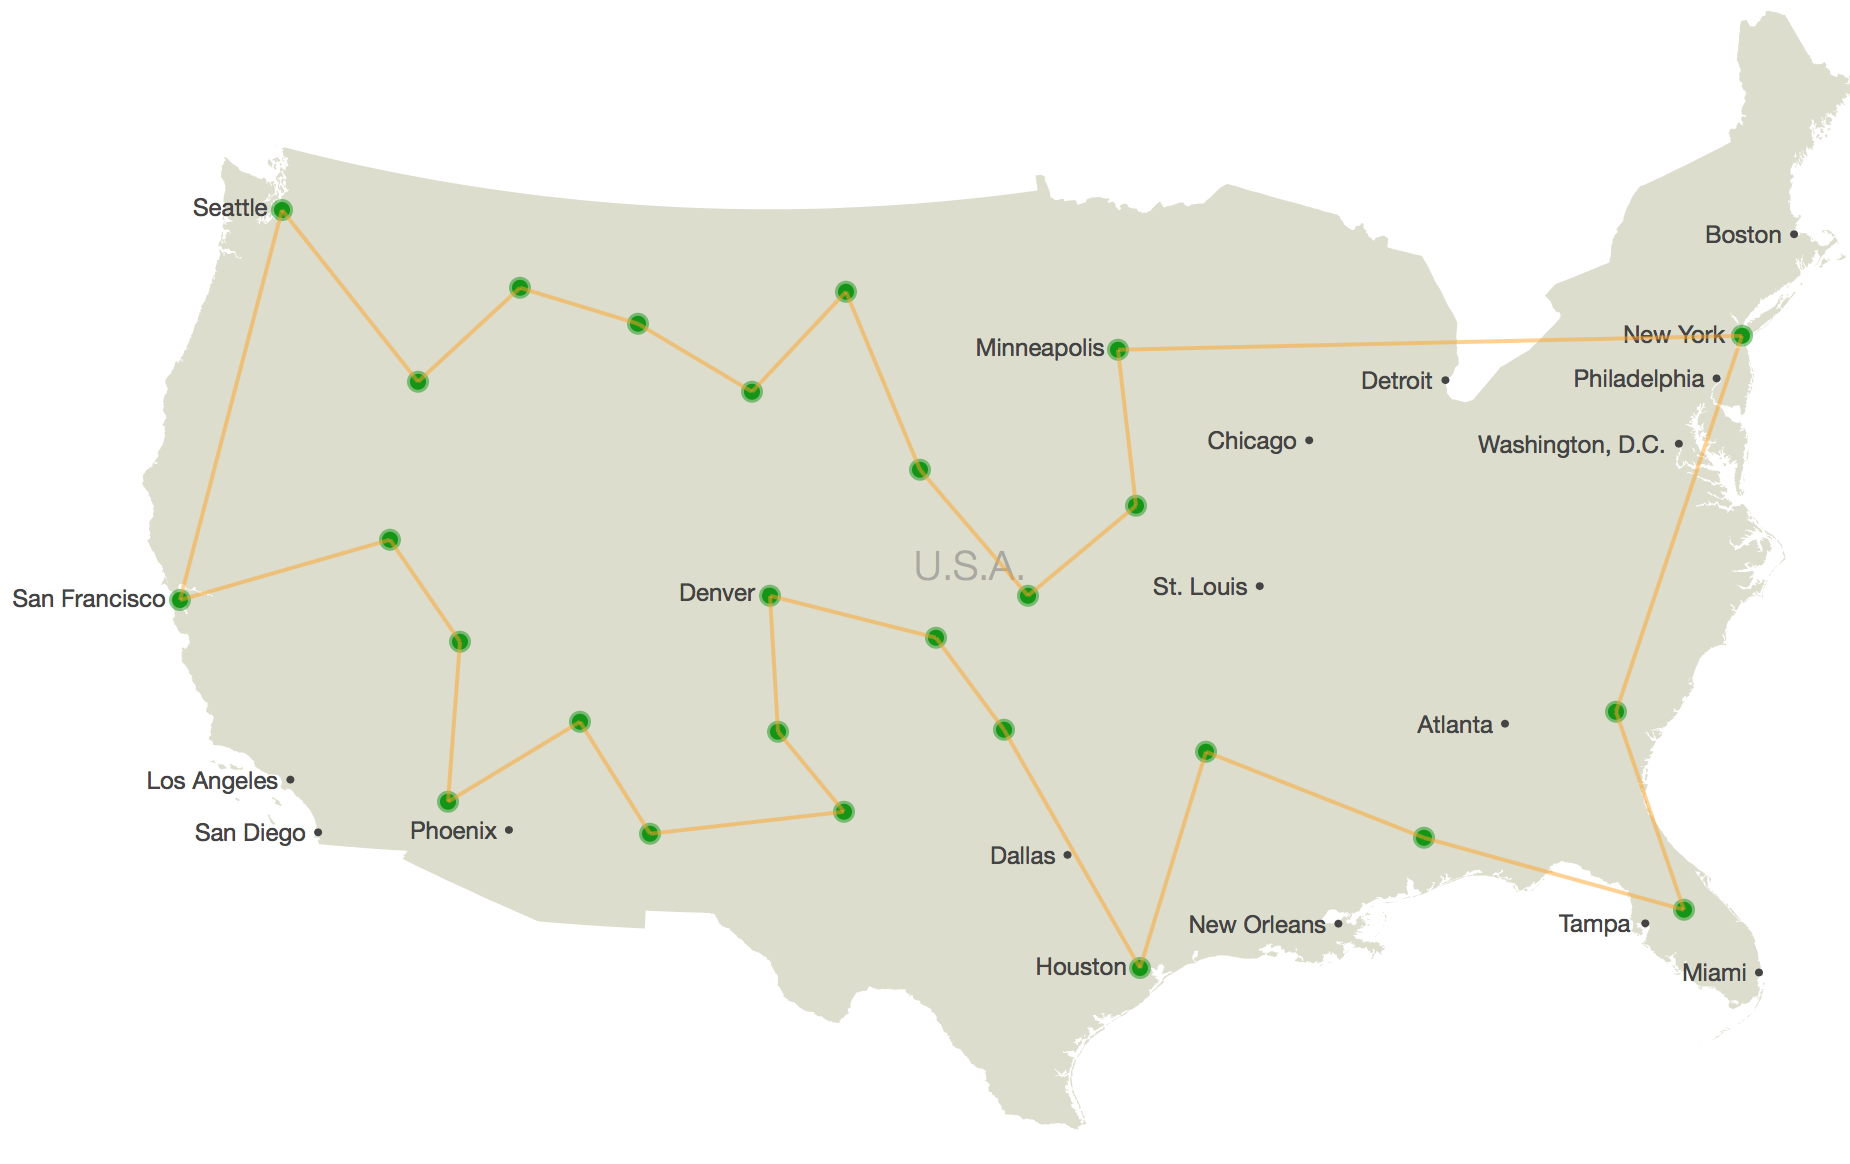 Seattle
Boston
New York
Minneapolis
Detroit
Philadelphia
Chicago
Washington, D.C.
U.S.A.
St. Louis
Denver
San Francisco
Atlanta
Los Angeles
San Diego
Phoenix
Dallas
New Orleans
Tampa
Houston
Miami